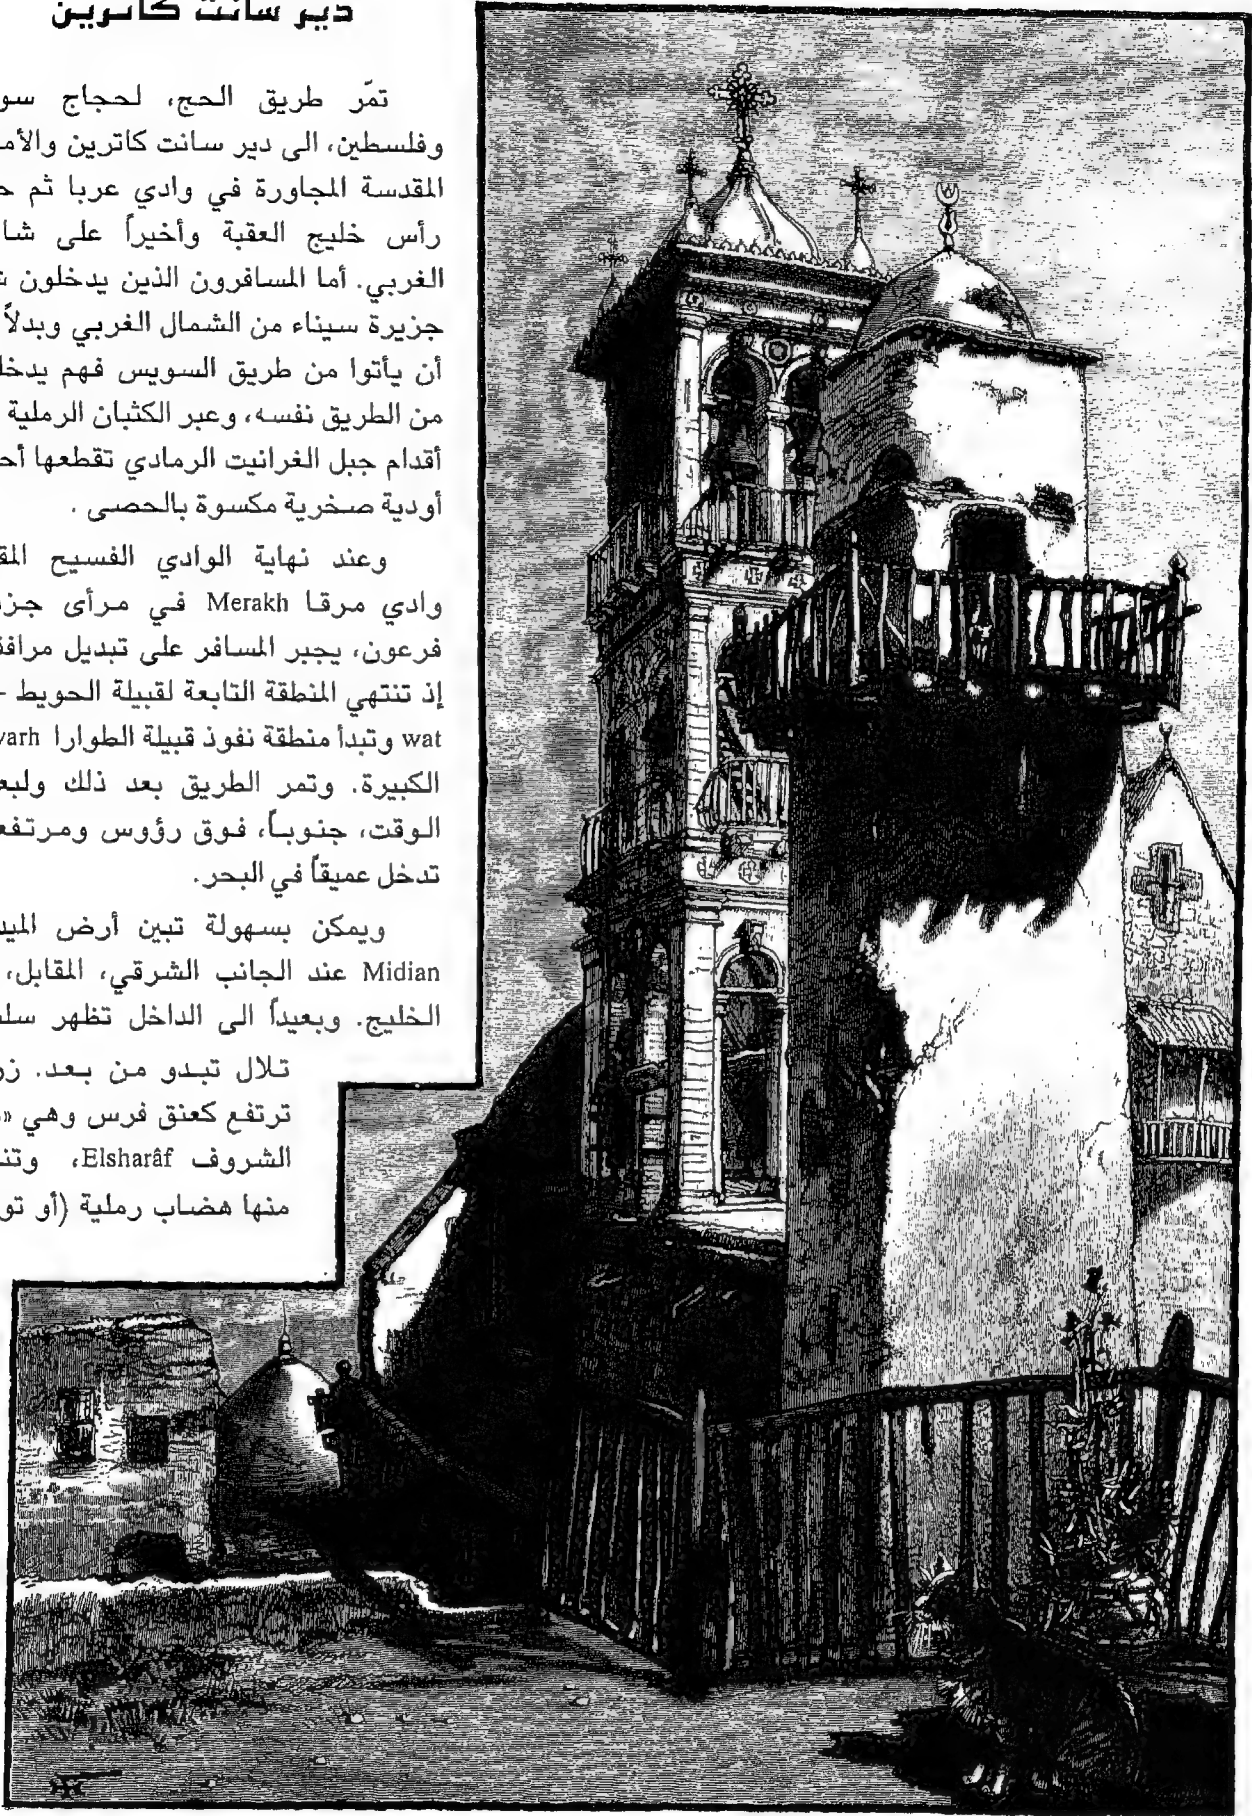 دير سانت كاترين
تمّر طريق الحج، لحجاج سو
وفلسطين، الى دير سانت كاترين والأم
المقدسة المجاورة في وادي عربا ثم ح
رأس خليج العقبة وأخيراً على شا
الغربي. أما المسافرون الذين يدخلون ش
جزيرة سيناء من الشمال الغربي وبدلاً
أن يأتوا من طريق السويس فهم يدخل
من الطريق نفسه، وعبر الكثبان الرملية
أقدام جبل الغرانيت الرمادي تقطعها أح
أودية صخرية مكسوة بالحصى .
وعند نهاية الوادي الفسيح المق
وادي مرقا Merakh في مرأى جز
فرعون، يجبر المسافر على تبديل مرافق
إذ تنتهي المنطقة التابعة لقبيلة الحويط -
wat وتبدأ منطقة نفوذ قبيلة الطوارا warh
الكبيرة. وتمر الطريق بعد ذلك ولبع
الوقت، جنوباً، فوق رؤوس ومرتفع
تدخل عميقاً في البحر.
ويمكن بسهولة تبين أرض الميد
Midian عند الجانب الشرقي، المقابل،
الخليج. وبعيداً الى الداخل تظهر سلس
تلال تبدو من بعد. زر
ترتفع كعنق فرس وهي «
الشروف Elsharâf، وتن
منها هضاب رملية (أو تو